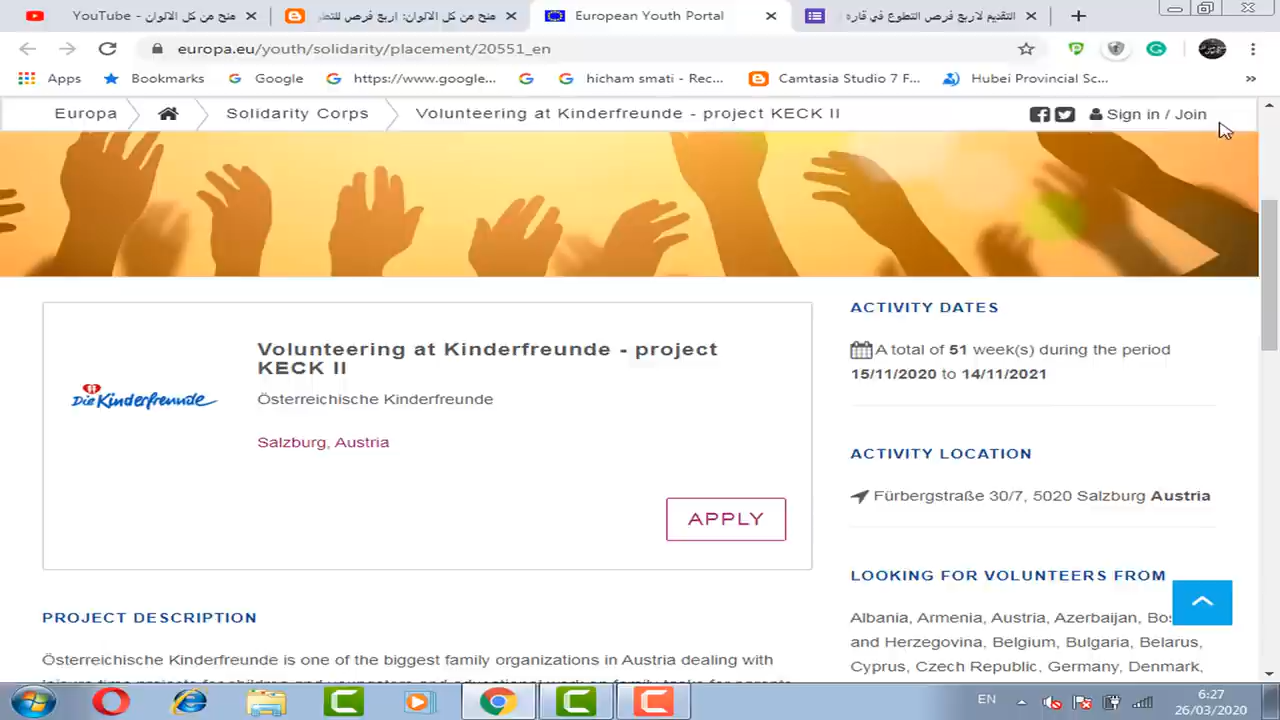 منح من كل الالوان - YouTube
منح من كل الالوان: اربع فرص للتطو
European Youth Portal
التقديم لاربع فرص التطوع في قاره
europa.eu/youth/solidarity/placement/20551_en
Apps Bookmarks Google https://www.google... hicham smati - Rec... Camtasia Studio 7 F... Hubei Provincial Sc... »
Europa Solidarity Corps Volunteering at Kinderfreunde - project KECK II Sign in / Join
Die Kinderfreunde
Volunteering at Kinderfreunde - project
KECK II
Österreichische Kinderfreunde
Salzburg, Austria
APPLY
ACTIVITY DATES
A total of 51 week(s) during the period
15/11/2020 to 14/11/2021
ACTIVITY LOCATION
Fürbergstraße 30/7, 5020 Salzburg Austria
LOOKING FOR VOLUNTEERS FROM
Albania, Armenia, Austria, Azerbaijan, Bos
and Herzegovina, Belgium, Bulgaria, Belarus,
Cyprus, Czech Republic, Germany, Denmark,
PROJECT DESCRIPTION
Österreichische Kinderfreunde is one of the biggest family organizations in Austria dealing with
EN
6:27
26/03/2020